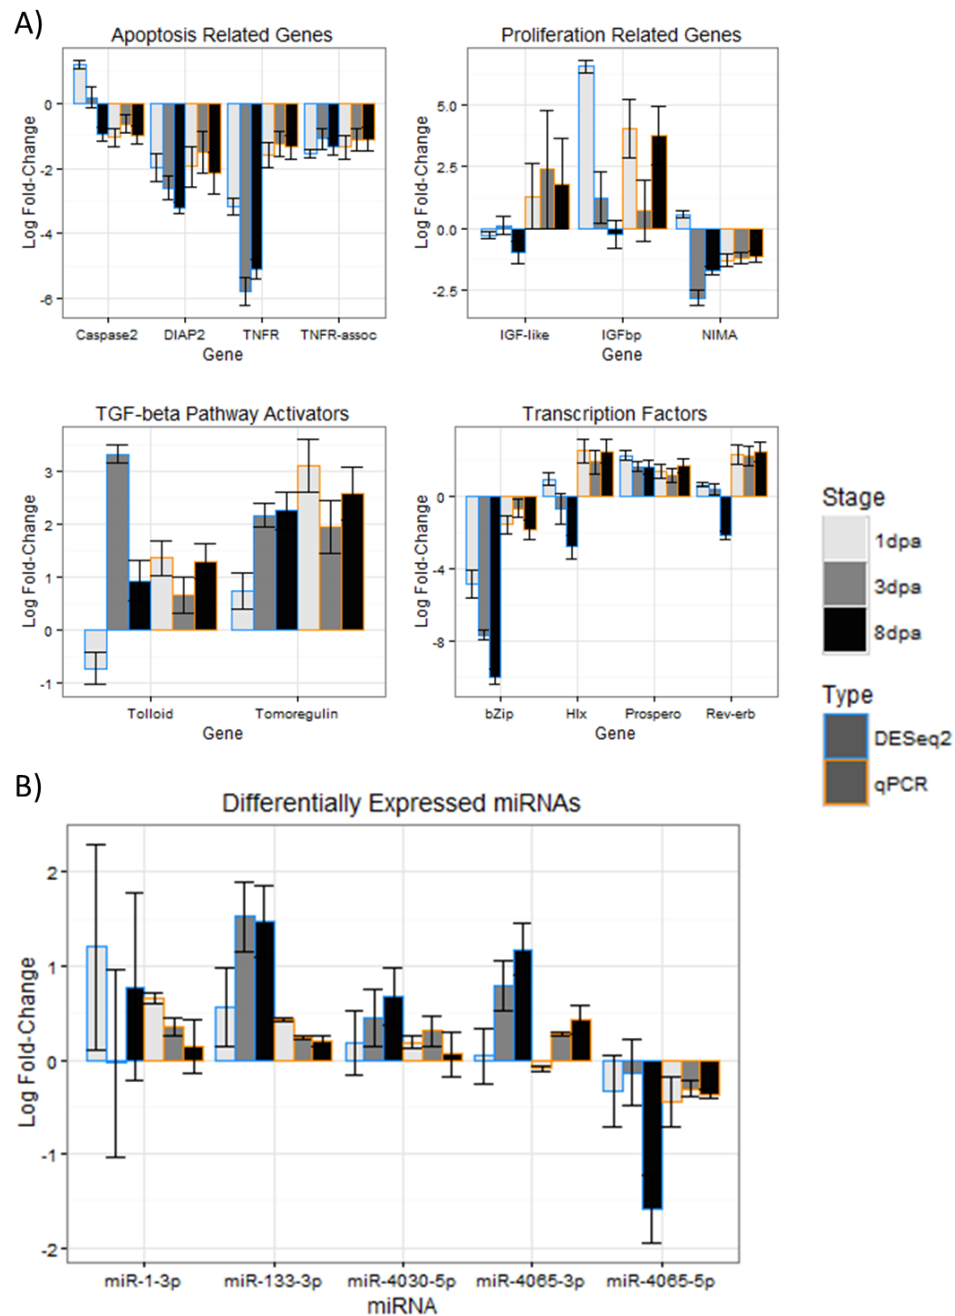 A)
Apoptosis Related Genes
Log Fold-Change
0
-2
-4
-6
Caspase2 DIAP2 TNFR TNFR-assoc
Gene
Proliferation Related Genes
Log Fold-Change
5.0
2.5
0.0
-2.5
IGF-like IGFbp NIMA
Gene
TGF-beta Pathway Activators
Log Fold-Change
3
2
1
0
-1
Tolloid Tomoregulin
Gene
Transcription Factors
Log Fold-Change
0
-4
-8
bZip Hlx Prospero Rev-erb
Gene
Stage
1dpa
3dpa
8dpa
Type
DESeq2
qPCR
B)
Differentially Expressed miRNAs
Log Fold-Change
2
1
0
-1
-2
miR-1-3p miR-133-3p miR-4030-5p miR-4065-3p miR-4065-5p
miRNA